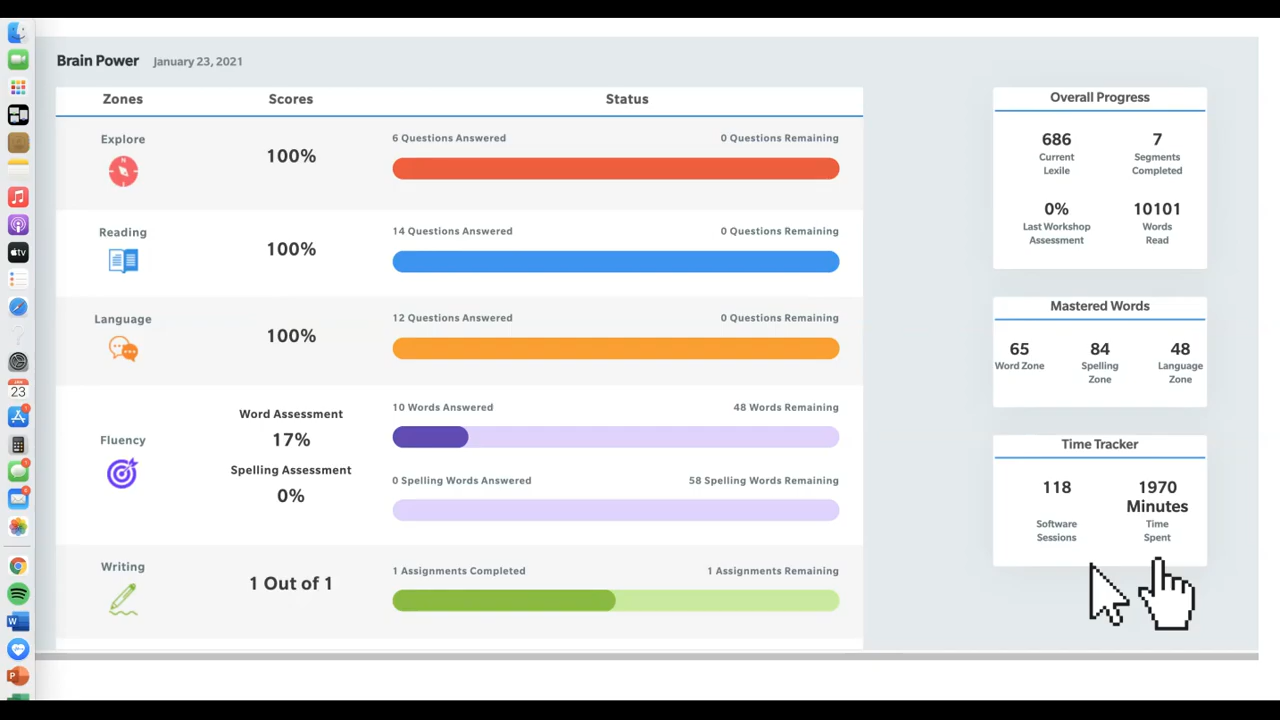 Brain Power January 23, 2021
Zones Scores Status
Explore
100%
6 Questions Answered 0 Questions Remaining
Reading
100%
14 Questions Answered 0 Questions Remaining
Language
100%
12 Questions Answered 0 Questions Remaining
Fluency
Word Assessment
17%
10 Words Answered 48 Words Remaining
Spelling Assessment
0%
0 Spelling Words Answered 58 Spelling Words Remaining
Writing
1 Out of 1
1 Assignments Completed 1 Assignments Remaining
Overall Progress
686 7
Current Segments
Lexile Completed
0% 10101
Last Workshop Words
Assessment Read
Mastered Words
65 84 48
Word Zone Spelling Language
Zone Zone
Time Tracker
118 1970
Minutes
Software Time
Sessions Spent
tv
23
W
P